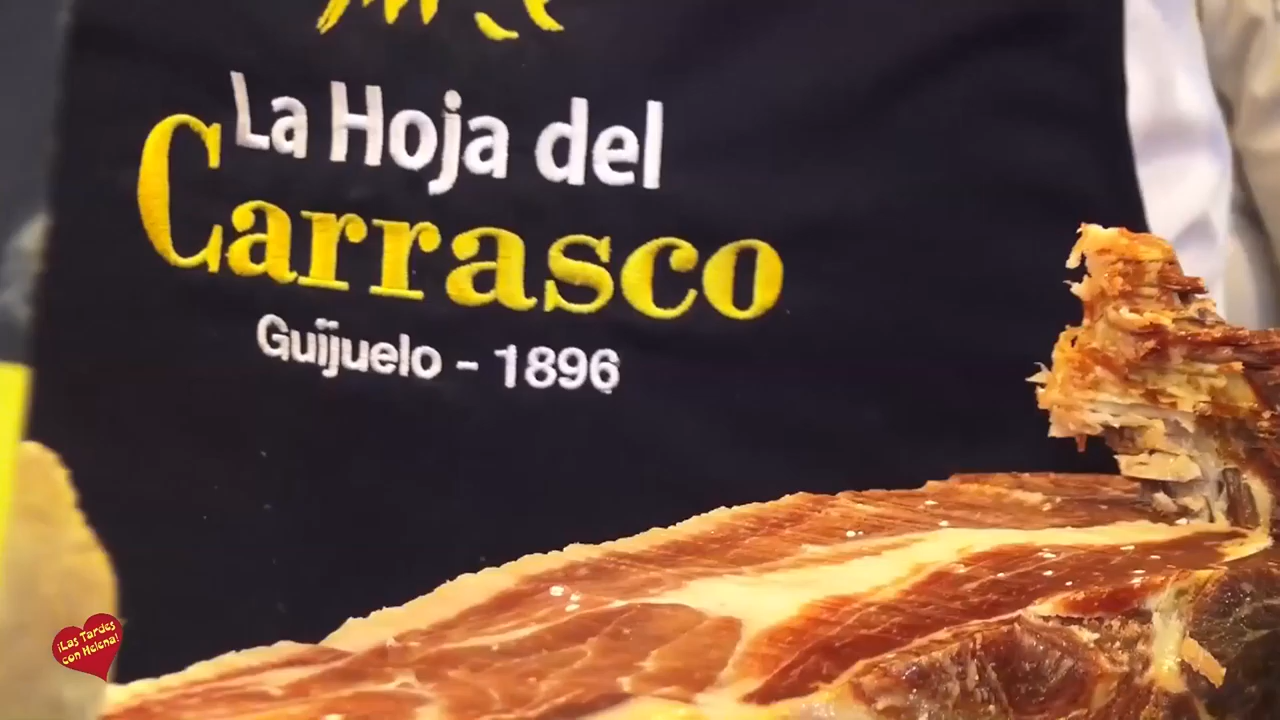 La Hoja del
Carrasco
Guijuelo - 1896
¡Las Tardes
con Helena!